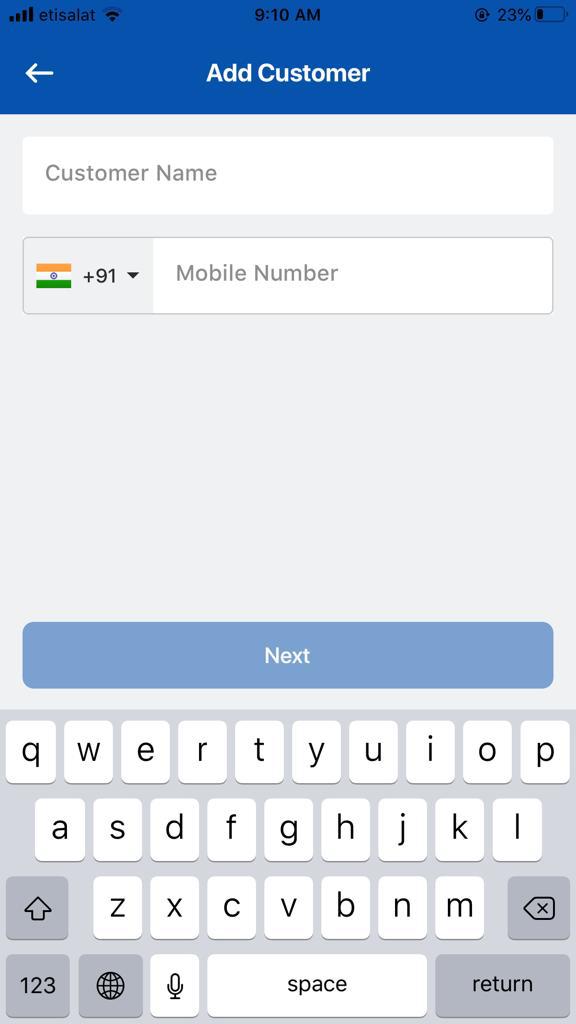 etisalat 9:10 AM 23%
Add Customer
Customer Name
+91 Mobile Number
Next
q w e r t y u i o p
a s d f g h j k l
z x c v b n m
123 space return